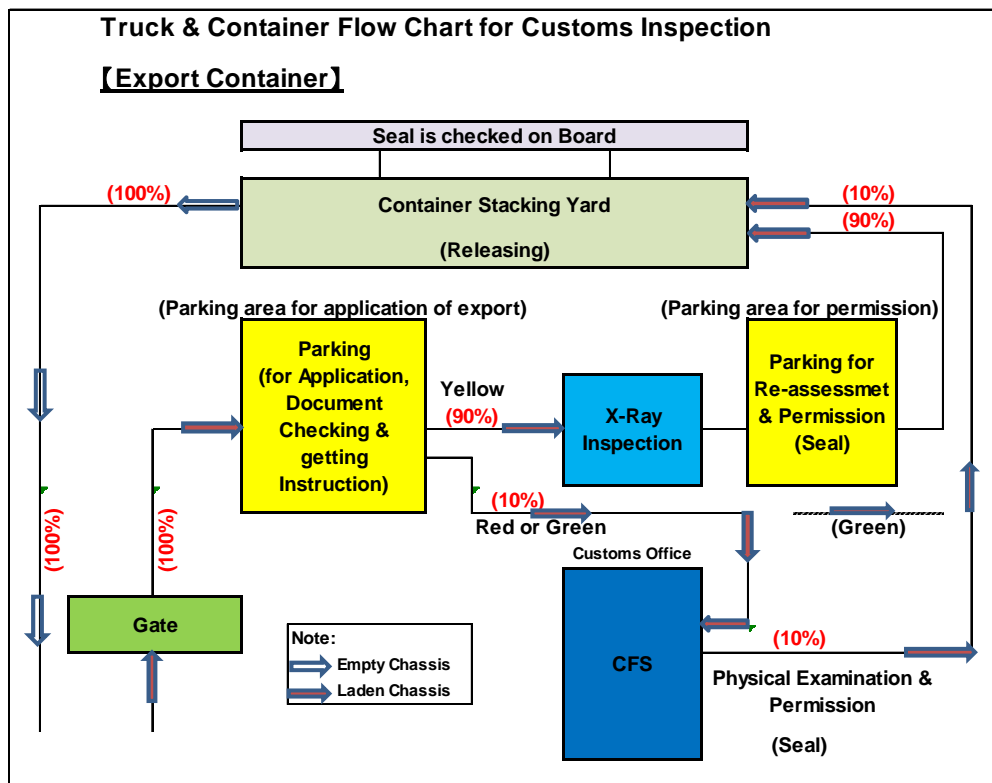 Truck & Container Flow Chart for Customs Inspection
【Export Container】
Seal is checked on Board
(100%)
Container Stacking Yard
(Releasing)
(10%)
(90%)
(Parking area for application of export)
(Parking area for permission)
Parking
(for Application,
Document
Checking &
getting
Instruction)
Yellow
(90%)
X-Ray
Inspection
Parking for
Re-assessmet
& Permission
(Seal)
(10%)
Red or Green
(Green)
(100%)
(100%)
Customs Office
Gate
CFS
Note:
Empty Chassis
Laden Chassis
(10%)
Physical Examination &
Permission
(Seal)